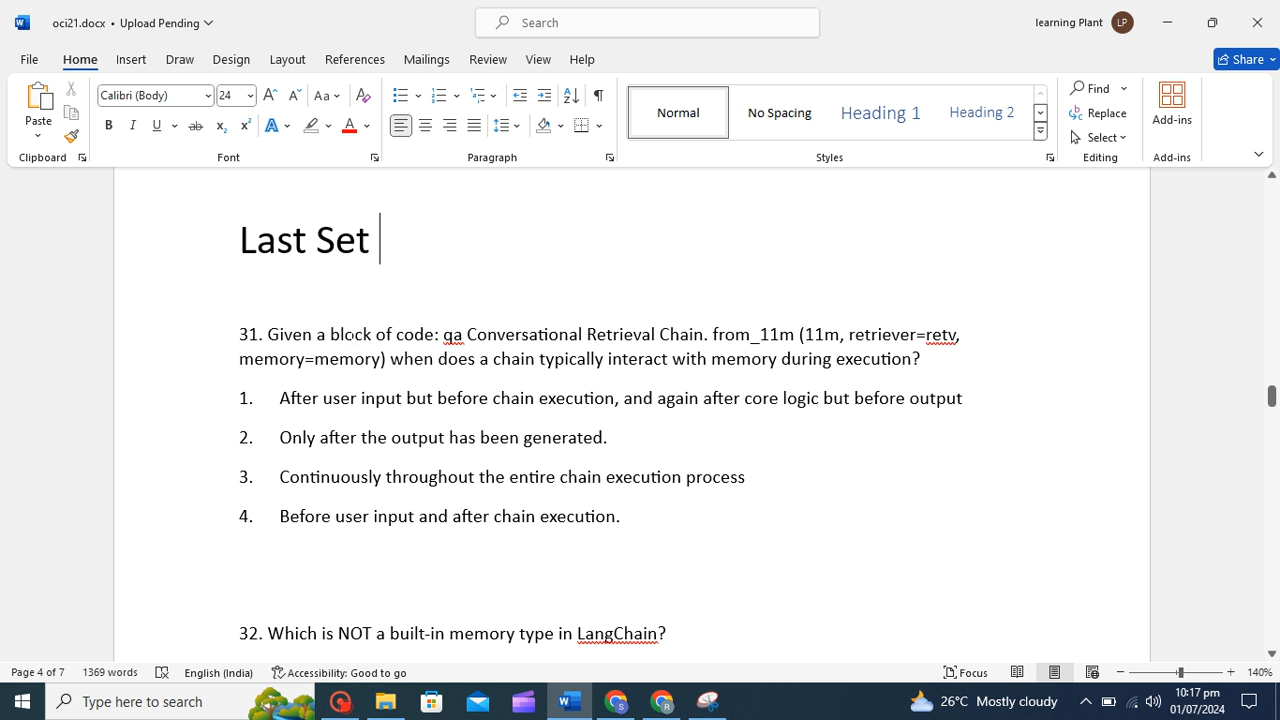 oci21.docx • Upload Pending
Search
learning Plant
LP
File Home Insert Draw Design Layout References Mailings Review View Help
Share
Paste
Calibri (Body) 24
Aa
B I U ab x₂ x² A A
Normal
No Spacing
Heading 1
Heading 2
Find
Replace
Select
Add-ins
Clipboard
Font
Paragraph
Styles
Editing
Add-ins
Last Set
31. Given a block of code: qa Conversational Retrieval Chain. from_11m (11m, retriever=retv,
memory=memory) when does a chain typically interact with memory during execution?
1. After user input but before chain execution, and again after core logic but before output
2. Only after the output has been generated.
3. Continuously throughout the entire chain execution process
4. Before user input and after chain execution.
32. Which is NOT a built-in memory type in LangChain?
Page 4 of 7 1369 words English (India) Accessibility: Good to go Focus 140%
Type here to search
26°C Mostly cloudy
10:17 pm
01/07/2024